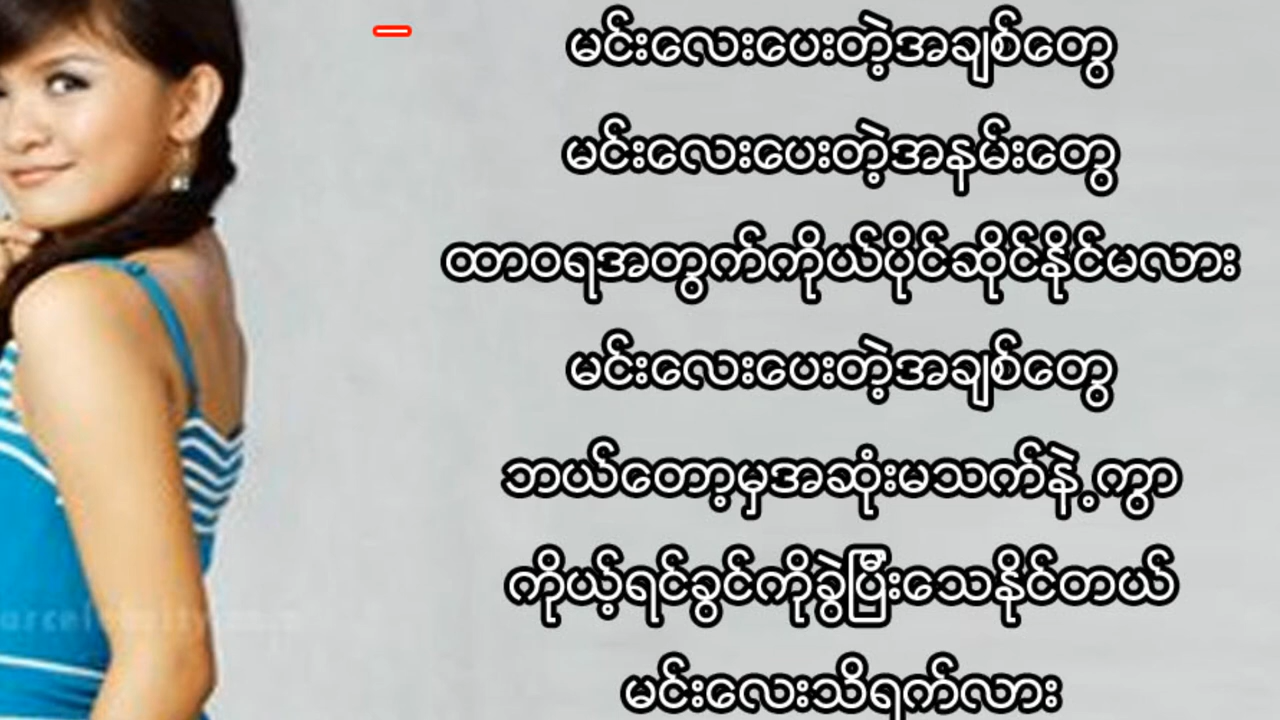 မင်းလေးပေးတဲ့အချစ်တွေ
မင်းလေးပေးတဲ့အနမ်းတွေ
ထာဝရအတွက်ကိုယ်ပိုင်ဆိုင်နိုင်မလား
မင်းလေးပေးတဲ့အချစ်တွေ
ဘယ်တော့မှအဆုံးမသက်နဲ့ကွာ
ကိုယ့်ရင်ခွင်ကိုခွဲပြီးသေနိုင်တယ်
မင်းလေးသိရက်လား